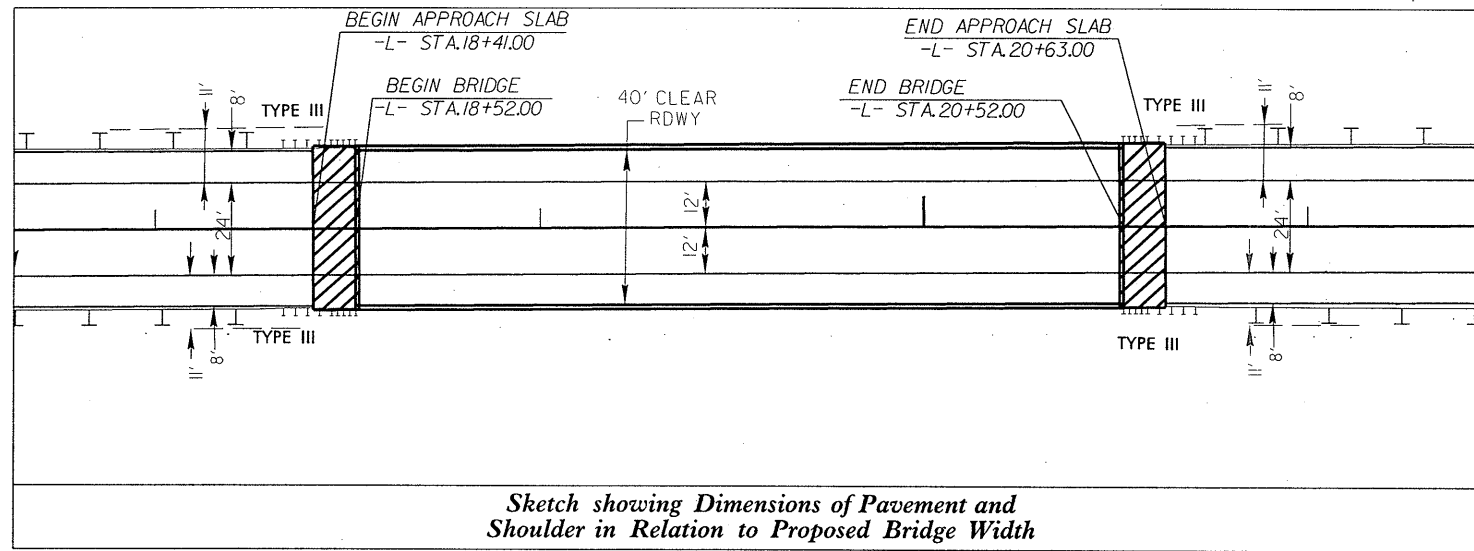 BEGIN APPROACH SLAB
-L- STA.18+41.00
END APPROACH SLAB
-L- STA.20+63.00
BEGIN BRIDGE
-L- STA.18+52.00
40' CLEAR
RDWY
END BRIDGE
-L- STA.20+52.00
11'
8'
TYPE III
TYPE III
11'
8'
24'
12'
12'
24'
11'
8'
TYPE III
TYPE III
11'
8'
Sketch showing Dimensions of Pavement and
Shoulder in Relation to Proposed Bridge Width